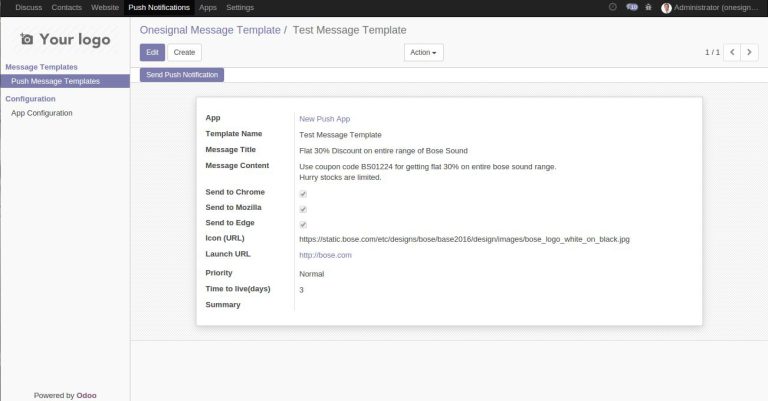 Discuss Contacts Website Push Notifications Apps Settings
10 Administrator (onesign...
Your logo
Onesignal Message Template / Test Message Template
Edit Create Action 1 / 1
Message Templates
Push Message Templates
Send Push Notification
Configuration
App Configuration
App New Push App
Template Name Test Message Template
Message Title Flat 30% Discount on entire range of Bose Sound
Message Content Use coupon code BS01224 for getting flat 30% on entire bose sound range.
Hurry stocks are limited.
Send to Chrome
Send to Mozilla
Send to Edge
Icon (URL) https://static.bose.com/etc/designs/bose/base2016/design/images/bose_logo_white_on_black.jpg
Launch URL http://bose.com
Priority Normal
Time to live(days) 3
Summary
Powered by Odoo